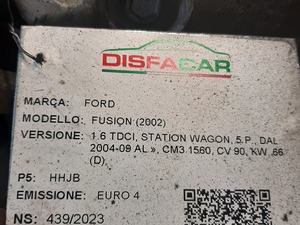 DISFACAR
MARCA: FORD
MODELLO: FUSION (2002)
VERSIONE: 1.6 TDCI, STATION WAGON, 5 P., DAL
2004-09 AL », CM3 1560, CV 90, KW 66
(D)
P5: HHJB
EMISSIONE: EURO 4
NS: 439/2023